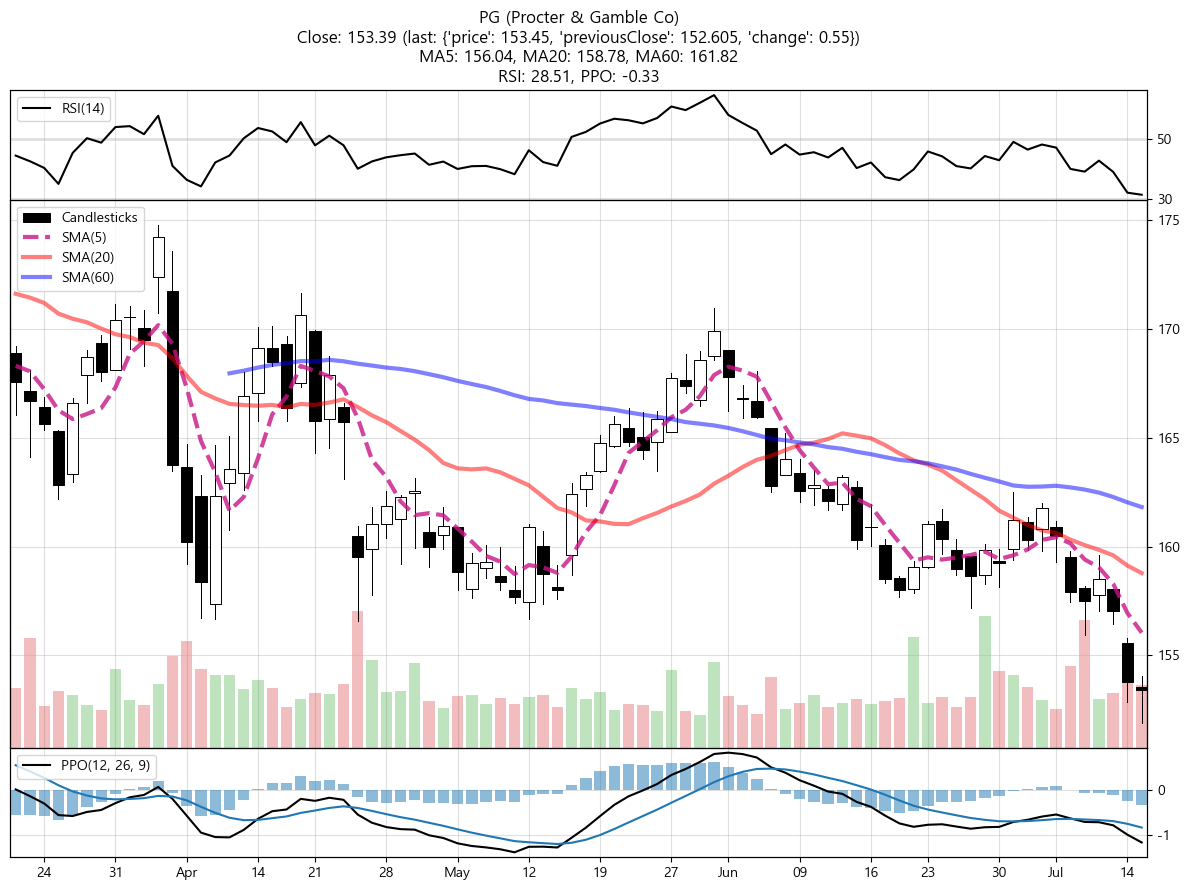 PG (Procter & Gamble Co)
Close: 153.39 (last: {'price': 153.45, 'previousClose': 152.605, 'change': 0.55})
MA5: 156.04, MA20: 158.78, MA60: 161.82
RSI: 28.51, PPO: -0.33
RSI(14)
50
30
Candlesticks
SMA(5)
SMA(20)
SMA(60)
175
170
165
160
155
PPO(12, 26, 9)
0
-1
24 31 Apr 14 21 28 May 12 19 27 Jun 09 16 23 30 Jul 14